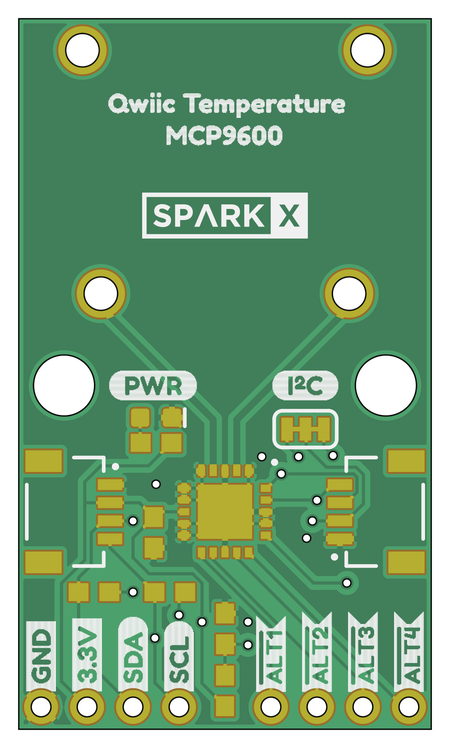 Qwiic Temperature
MCP9600
SPARK X
PWR
I²C
GND
3.3V
SDA
SCL
ALT1
ALT2
ALT3
ALT4